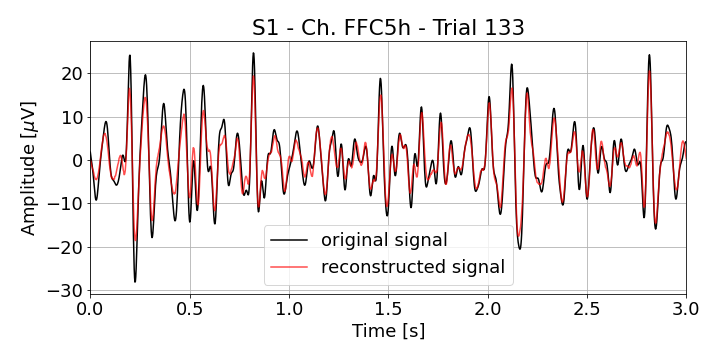 S1 - Ch. FFC5h - Trial 133
Amplitude [μV]
20
10
0
−10
−20
−30
original signal
reconstructed signal
0.0 0.5 1.0 1.5 2.0 2.5 3.0
Time [s]